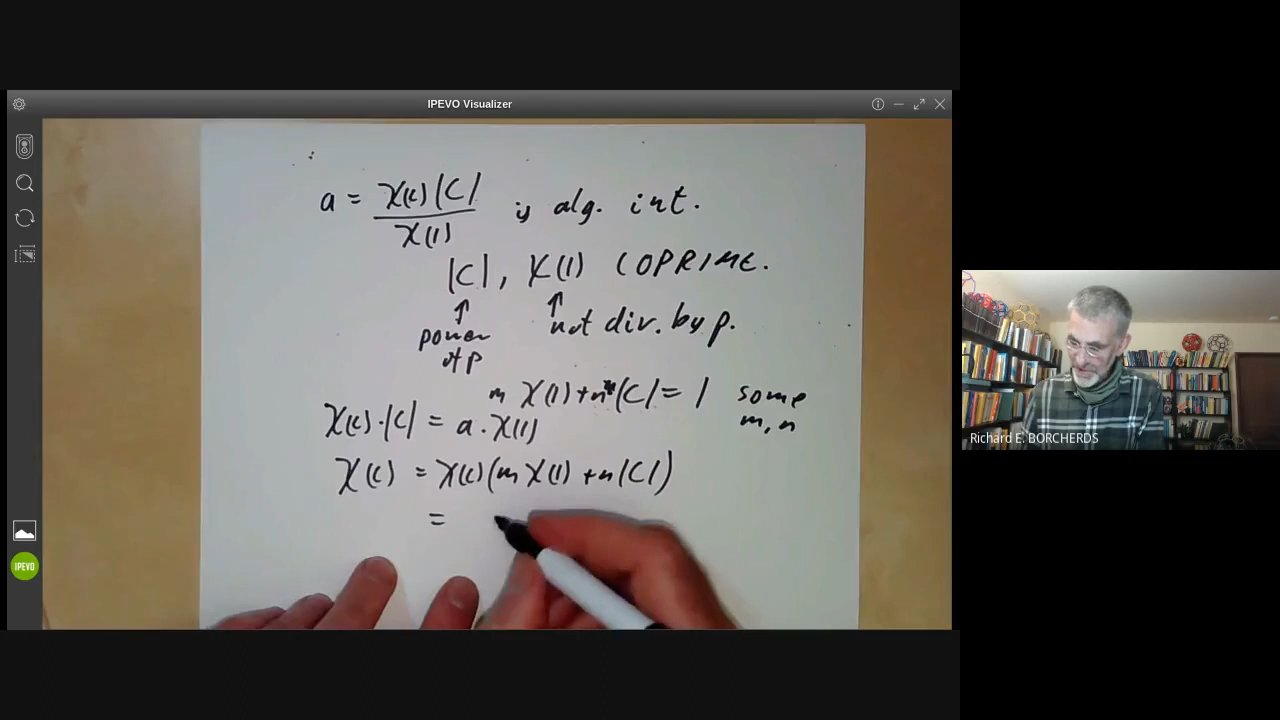 IPEVO Visualizer
a = χ(c)|C| / χ(1) is alg. int.
|C|, χ(1) COPRIME.
↑ power of p ↑ not div. by p.
m χ(1) + n |C| = 1 some m, n
χ(c)·|C| = a · χ(1)
χ(c) = χ(c)(m χ(1) + n|C|)
=
Richard E. BORCHERDS
IPEVO